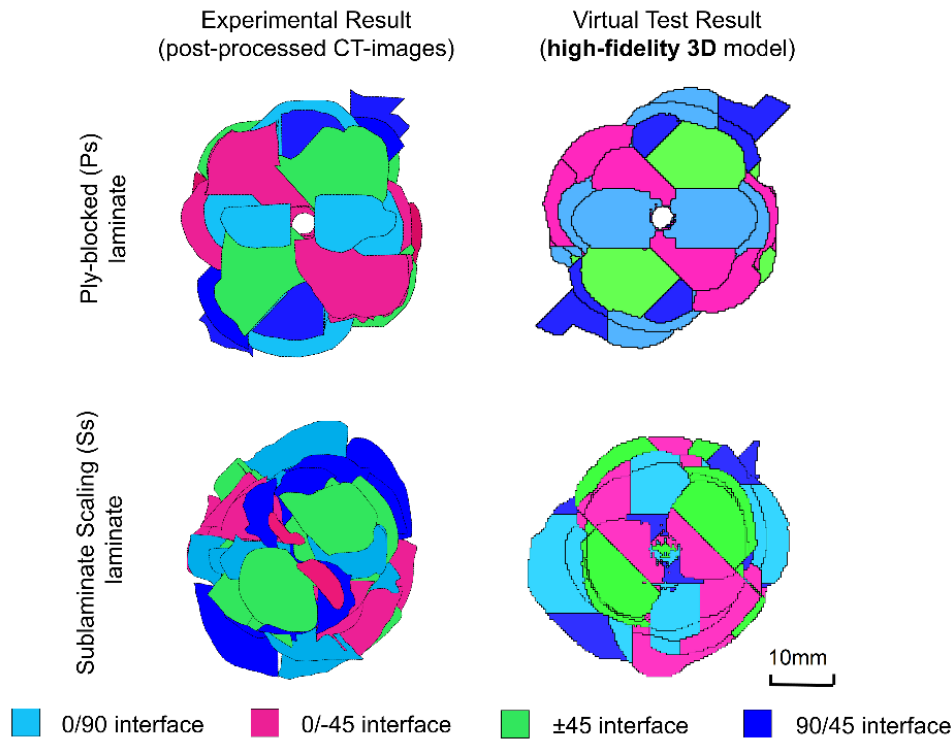 Experimental Result
(post-processed CT-images)
Virtual Test Result
(high-fidelity 3D model)
Ply-blocked (Ps)
laminate
Sublaminate Scaling (Ss)
laminate
10mm
0/90 interface
0/-45 interface
±45 interface
90/45 interface